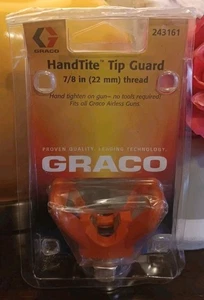 GRACO
243161
HandTite™ Tip Guard
7/8 in (22 mm) thread
Hand tighten on gun– no tools required!
Fits all Graco Airless Guns
PROVEN QUALITY. LEADING TECHNOLOGY.
GRACO